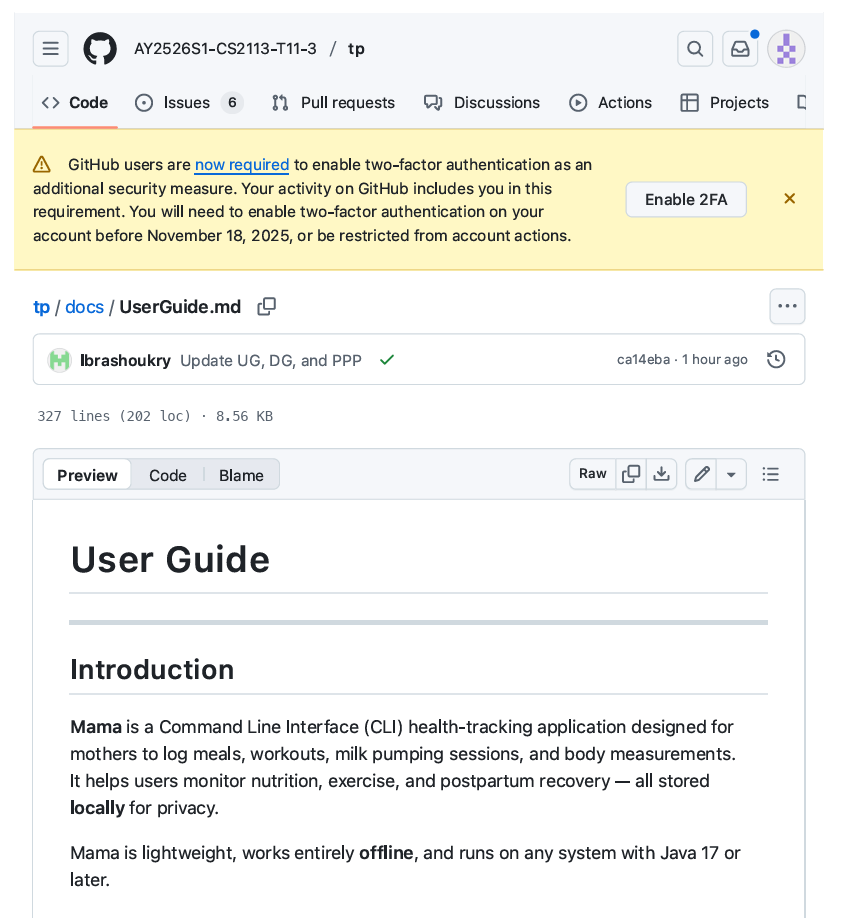 AY2526S1-CS2113-T11-3 / tp
Code Issues 6 Pull requests Discussions Actions Projects
GitHub users are now required to enable two-factor authentication as an
additional security measure. Your activity on GitHub includes you in this
requirement. You will need to enable two-factor authentication on your
account before November 18, 2025, or be restricted from account actions.
Enable 2FA
tp / docs / UserGuide.md
Ibrashoukry Update UG, DG, and PPP ca14eba · 1 hour ago
327 lines (202 loc) · 8.56 KB
Preview Code Blame Raw
User Guide
Introduction
Mama is a Command Line Interface (CLI) health-tracking application designed for
mothers to log meals, workouts, milk pumping sessions, and body measurements.
It helps users monitor nutrition, exercise, and postpartum recovery — all stored
locally for privacy.
Mama is lightweight, works entirely offline, and runs on any system with Java 17 or
later.